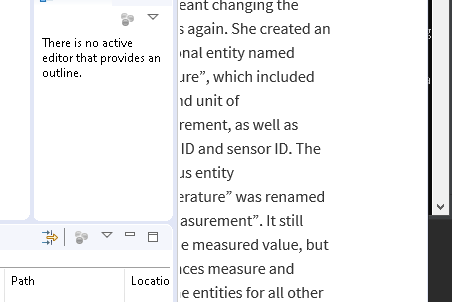 There is no active
editor that provides an
outline.
Path
Locatio
eant changing the
s again. She created an
onal entity named
ure”, which included
nd unit of
rement, as well as
ID and sensor ID. The
us entity
erature” was renamed
easurement”. It still
e measured value, but
nces measure and
e entities for all other